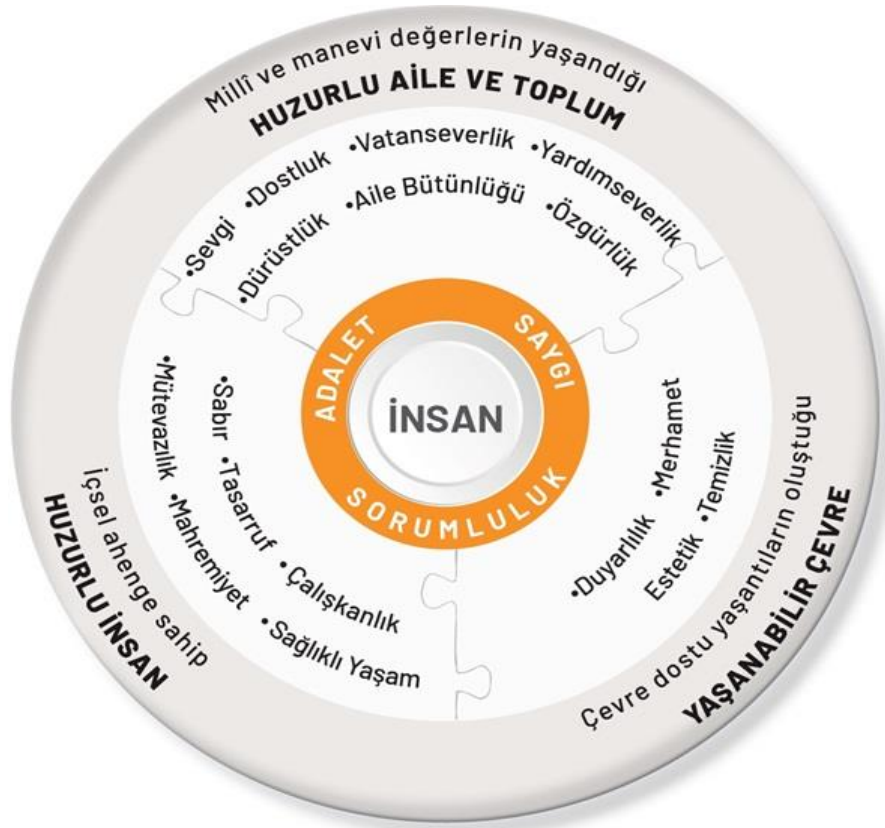 Millî ve manevi değerlerin yaşandığı
HUZURLU AİLE VE TOPLUM
•Sevgi •Dostluk •Vatanseverlik •Yardımseverlik
•Dürüstlük •Aile Bütünlüğü •Özgürlük
ADALET
SAYGI
SORUMLULUK
İNSAN
İçsel ahenge sahip
HUZURLU İNSAN
•Sabır •Tasarruf •Çalışkanlık
•Mütevazılık •Mahremiyet •Sağlıklı Yaşam
•Duyarlılık •Merhamet
Estetik •Temizlik
Çevre dostu yaşantıların oluştuğu
YAŞANABİLİR ÇEVRE